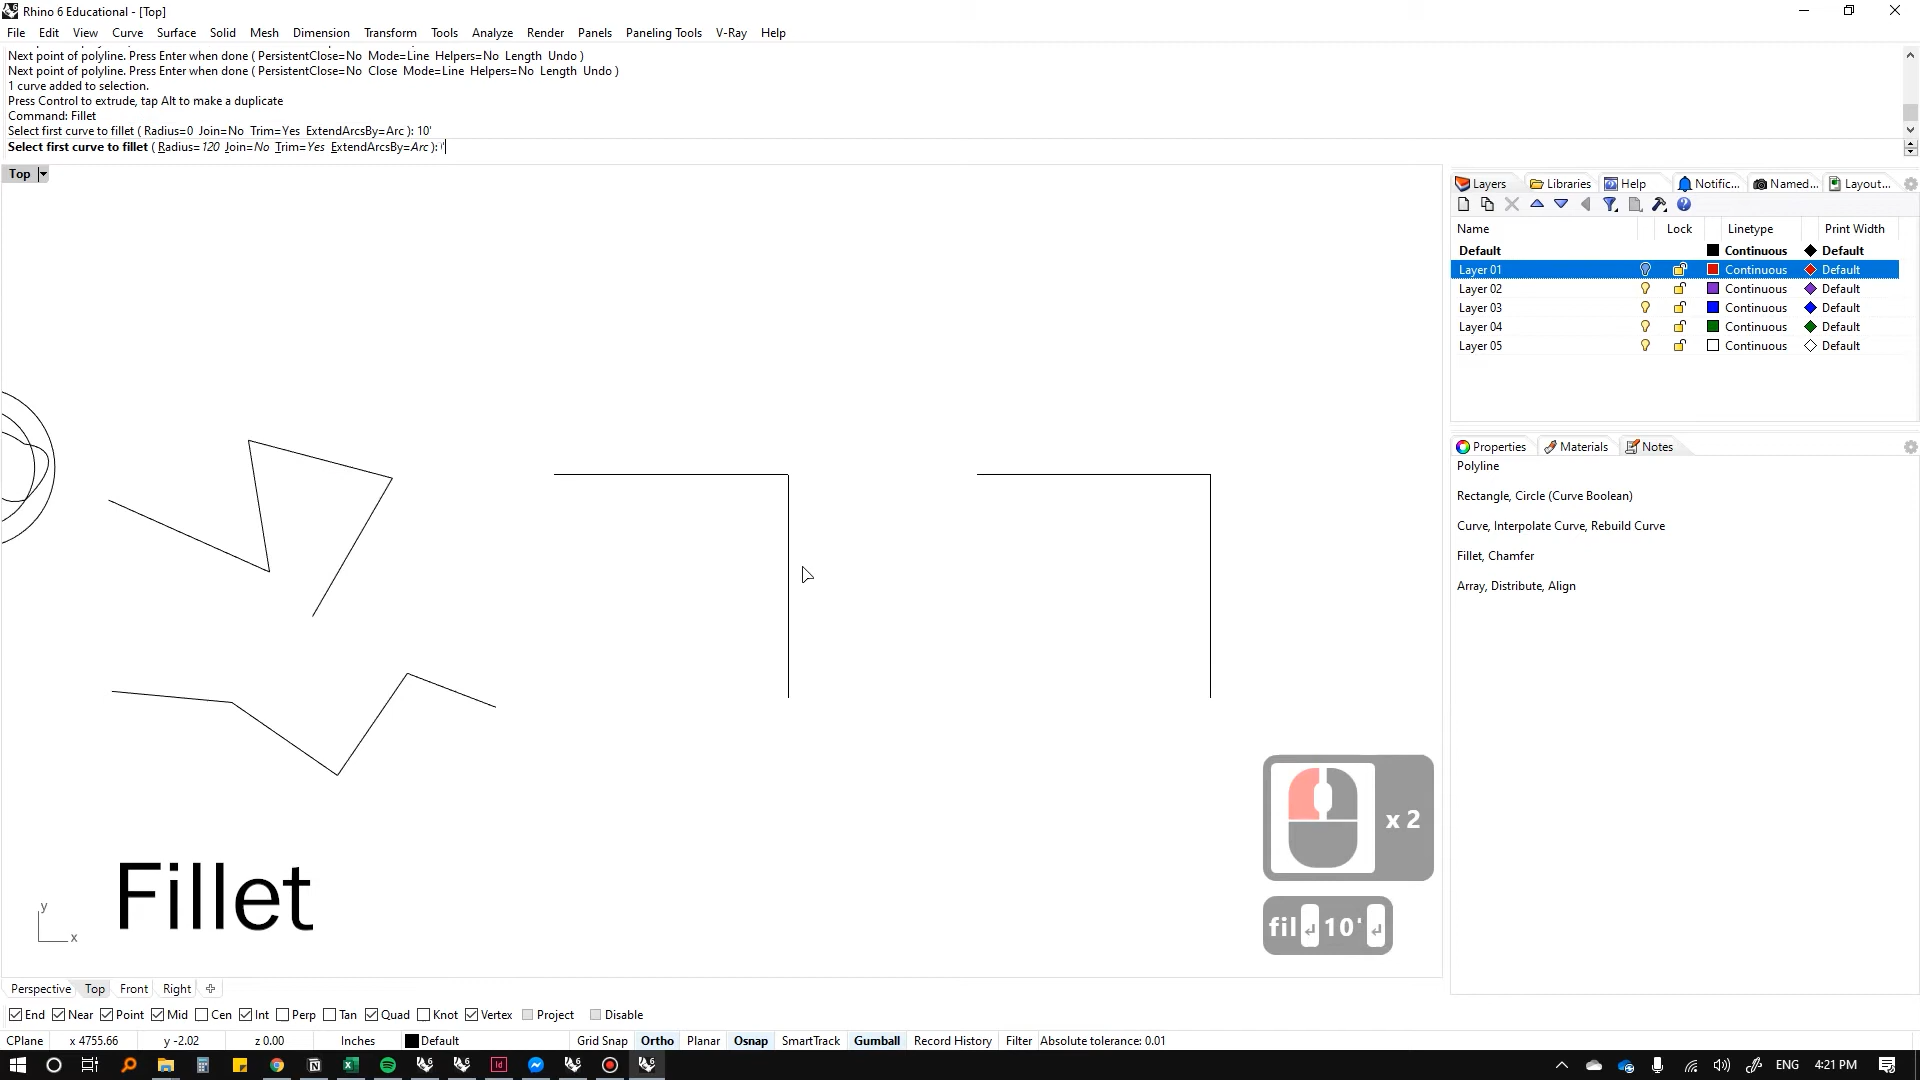 Rhino 6 Educational - [Top]
File Edit View Curve Surface Solid Mesh Dimension Transform Tools Analyze Render Panels Paneling Tools V-Ray Help
Next point of polyline. Press Enter when done ( PersistentClose=No Mode=Line Helpers=No Length Undo )
Next point of polyline. Press Enter when done ( PersistentClose=No Close Mode=Line Helpers=No Length Undo )
1 curve added to selection.
Press Control to extrude, tap Alt to make a duplicate
Command: Fillet
Select first curve to fillet ( Radius=0 Join=No Trim=Yes ExtendArcsBy=Arc ): 10'
Select first curve to fillet ( Radius=120 Join=No Trim=Yes ExtendArcsBy=Arc ): '
Top
Layers Libraries Help Notific... Named... Layout...
Name Lock Linetype Print Width
Default Continuous Default
Layer 01 Continuous Default
Layer 02 Continuous Default
Layer 03 Continuous Default
Layer 04 Continuous Default
Layer 05 Continuous Default
Properties Materials Notes
Polyline
Rectangle, Circle (Curve Boolean)
Curve, Interpolate Curve, Rebuild Curve
Fillet, Chamfer
Array, Distribute, Align
x 2
fil ↵ 10' ↵
Fillet
y
x
Perspective Top Front Right
End Near Point Mid Cen Int Perp Tan Quad Knot Vertex Project Disable
CPlane x 4755.66 y -2.02 z 0.00 Inches Default Grid Snap Ortho Planar Osnap SmartTrack Gumball Record History Filter Absolute tolerance: 0.01
ENG 4:21 PM